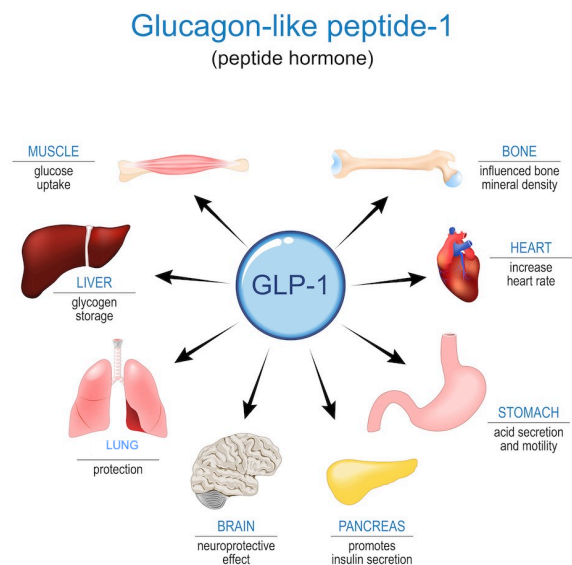 Glucagon-like peptide-1
(peptide hormone)
MUSCLE
glucose
uptake
BONE
influenced bone
mineral density
LIVER
glycogen
storage
GLP-1
HEART
increase
heart rate
LUNG
protection
STOMACH
acid secretion
and motility
BRAIN
neuroprotective
effect
PANCREAS
promotes
insulin secretion